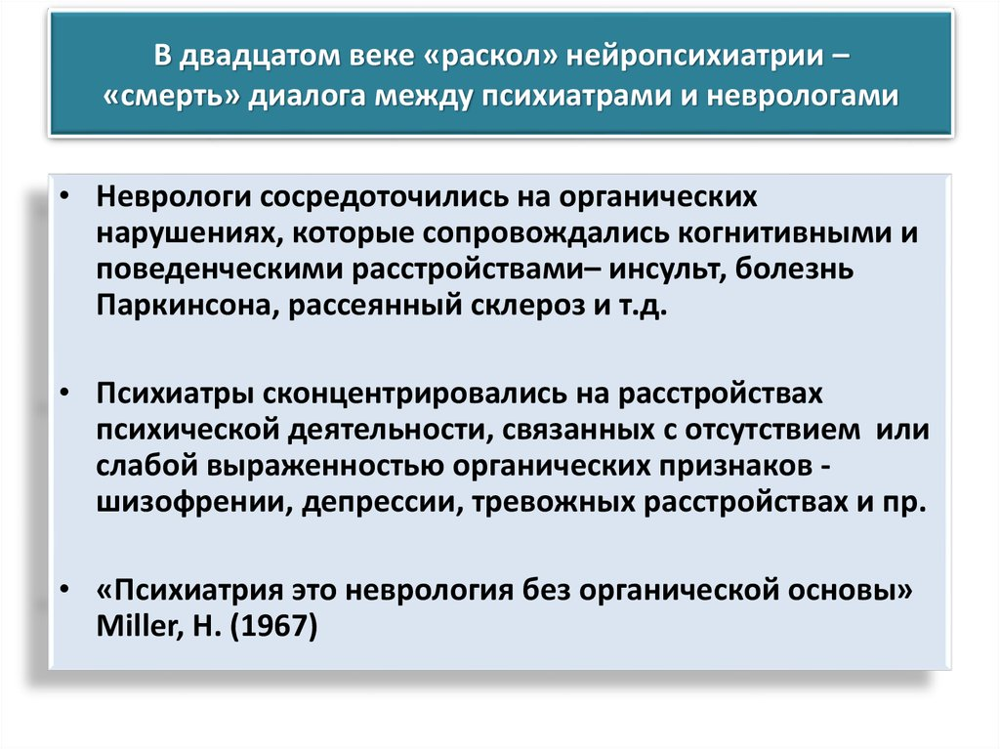 В двадцатом веке «раскол» нейропсихиатрии –
«смерть» диалога между психиатрами и неврологами
• Неврологи сосредоточились на органических
нарушениях, которые сопровождались когнитивными и
поведенческими расстройствами– инсульт, болезнь
Паркинсона, рассеянный склероз и т.д.
• Психиатры сконцентрировались на расстройствах
психической деятельности, связанных с отсутствием или
слабой выраженностью органических признаков -
шизофрении, депрессии, тревожных расстройствах и пр.
• «Психиатрия это неврология без органической основы»
Miller, H. (1967)